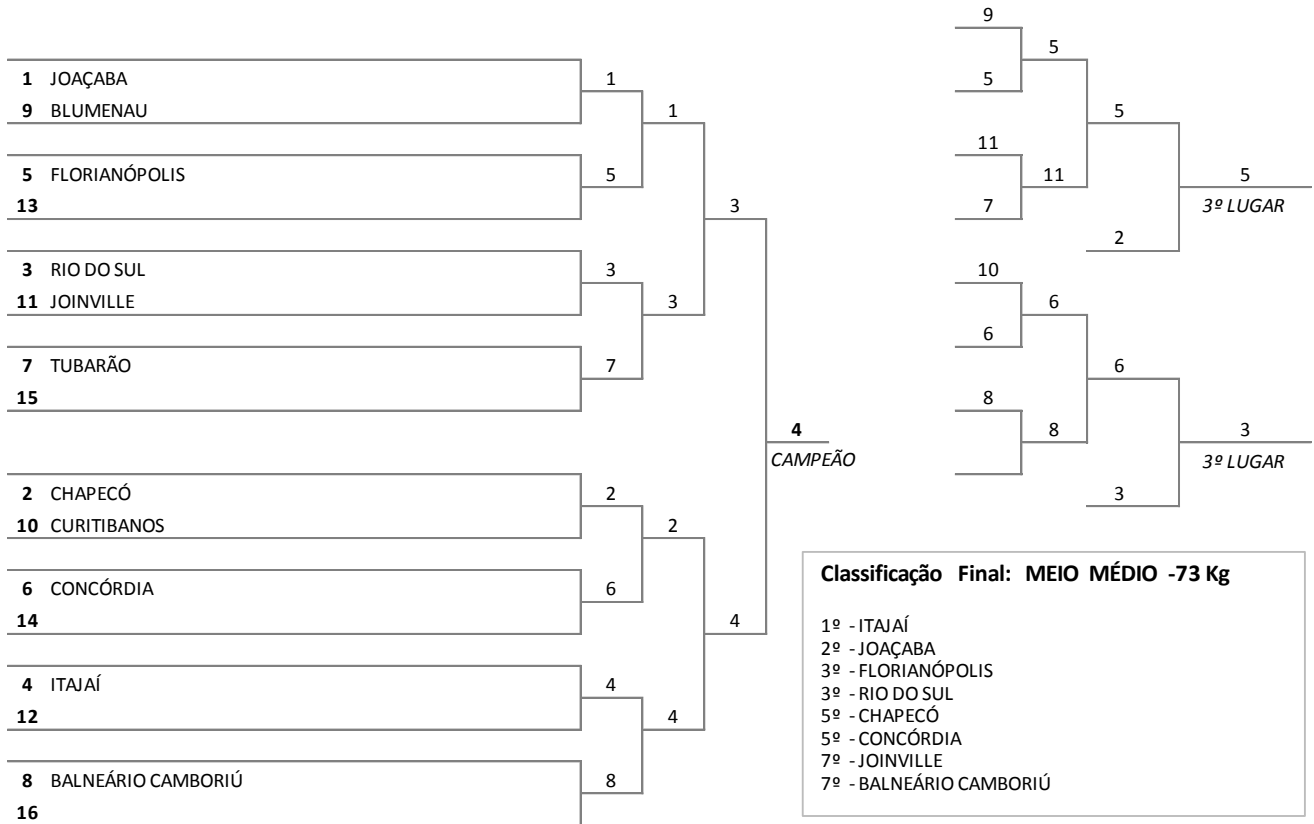 1 JOAÇABA
9 BLUMENAU
5 FLORIANÓPOLIS
13
3 RIO DO SUL
11 JOINVILLE
7 TUBARÃO
15
2 CHAPECÓ
10 CURITIBANOS
6 CONCÓRDIA
14
4 ITAJAÍ
12
8 BALNEÁRIO CAMBORIÚ
16
1
5
3
7
2
6
4
8
1
3
2
4
3
4
4
CAMPEÃO
9
5
11
7
10
6
8
5
11
6
8
5
2
6
3
5
3º LUGAR
3
3º LUGAR
Classificação Final: MEIO MÉDIO -73 Kg
1º - ITAJAÍ
2º - JOAÇABA
3º - FLORIANÓPOLIS
3º - RIO DO SUL
5º - CHAPECÓ
5º - CONCÓRDIA
7º - JOINVILLE
7º - BALNEÁRIO CAMBORIÚ